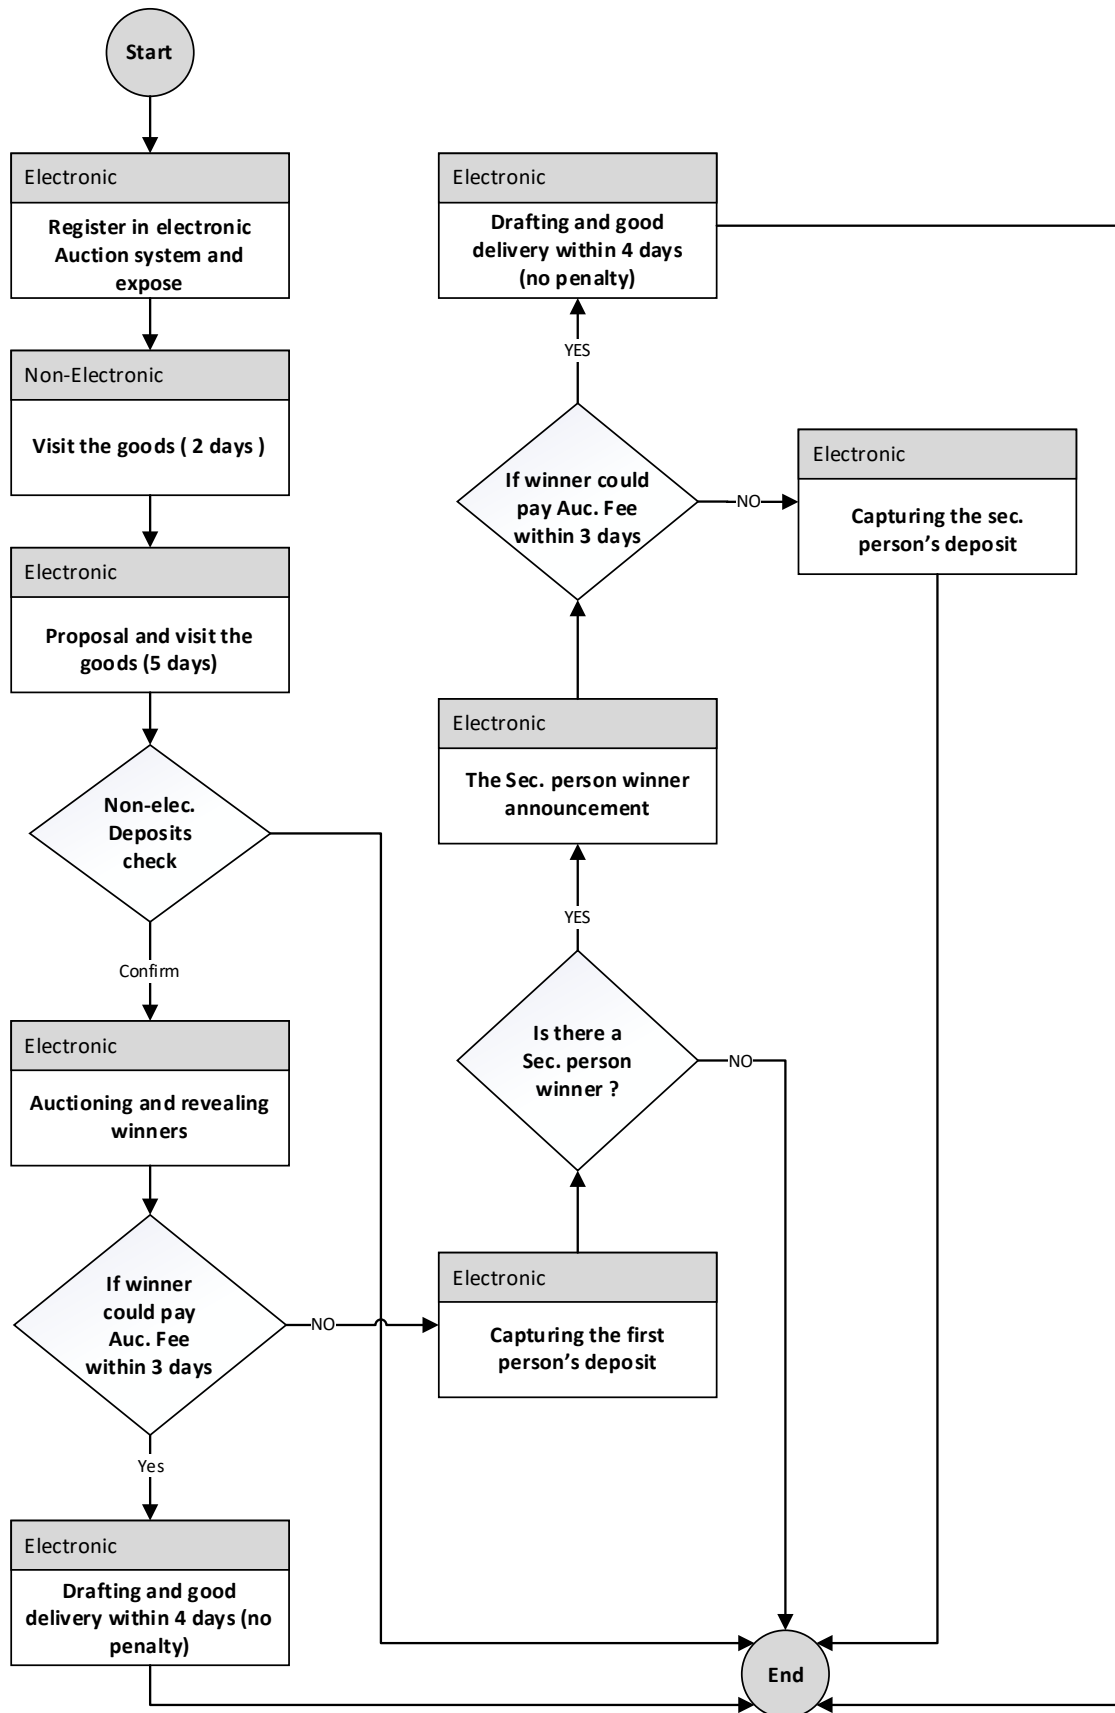 Start
Electronic
Register in electronic
Auction system and
expose
Non-Electronic
Visit the goods ( 2 days )
Electronic
Proposal and visit the
goods (5 days)
Non-elec.
Deposits
check
Confirm
Electronic
Auctioning and revealing
winners
If winner
could pay
Auc. Fee
within 3 days
NO
Yes
Electronic
Drafting and good
delivery within 4 days (no
penalty)
Electronic
Drafting and good
delivery within 4 days
(no penalty)
YES
If winner could
pay Auc. Fee
within 3 days
NO
Electronic
Capturing the sec.
person’s deposit
Electronic
The Sec. person winner
announcement
YES
Is there a
Sec. person
winner ?
NO
Electronic
Capturing the first
person’s deposit
End